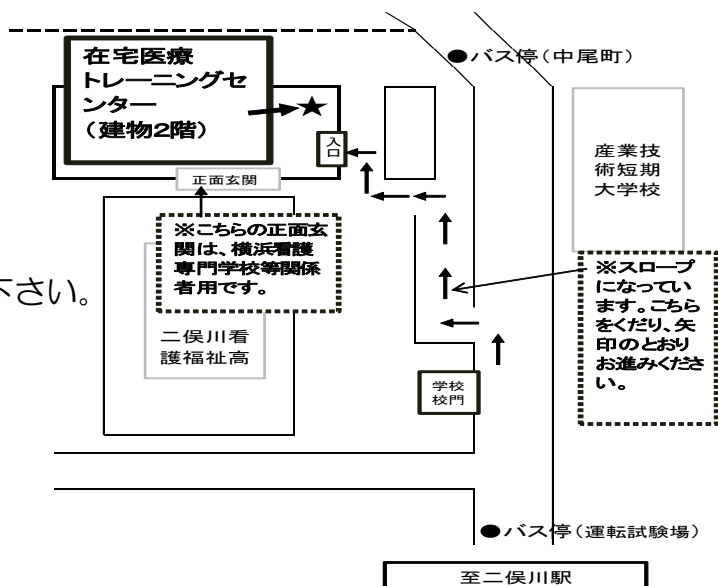 在宅医療
トレーニングセ
ンター
（建物2階）
●バス停（中尾町）
入口
正面玄関
産業技
術短期
大学校
※こちらの正面玄
関は、横浜看護
専門学校等関係
者用です。
下さい。
※スロープ
になってい
ます。こちら
をくだり、矢
印のとおり
お進みくださ
い。
二俣川看
護福祉高
学校
校門
●バス停（運転試験場）
至二俣川駅